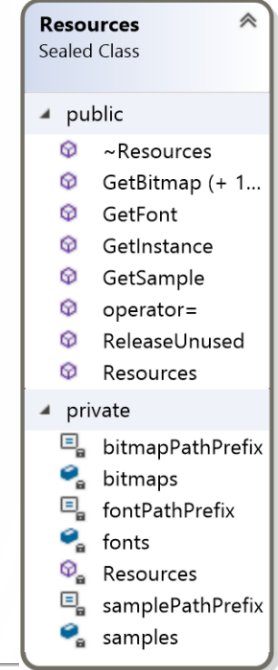 Resources
Sealed Class
public
~Resources
GetBitmap (+ 1...
GetFont
GetInstance
GetSample
operator=
ReleaseUnused
Resources
private
bitmapPathPrefix
bitmaps
fontPathPrefix
fonts
Resources
samplePathPrefix
samples